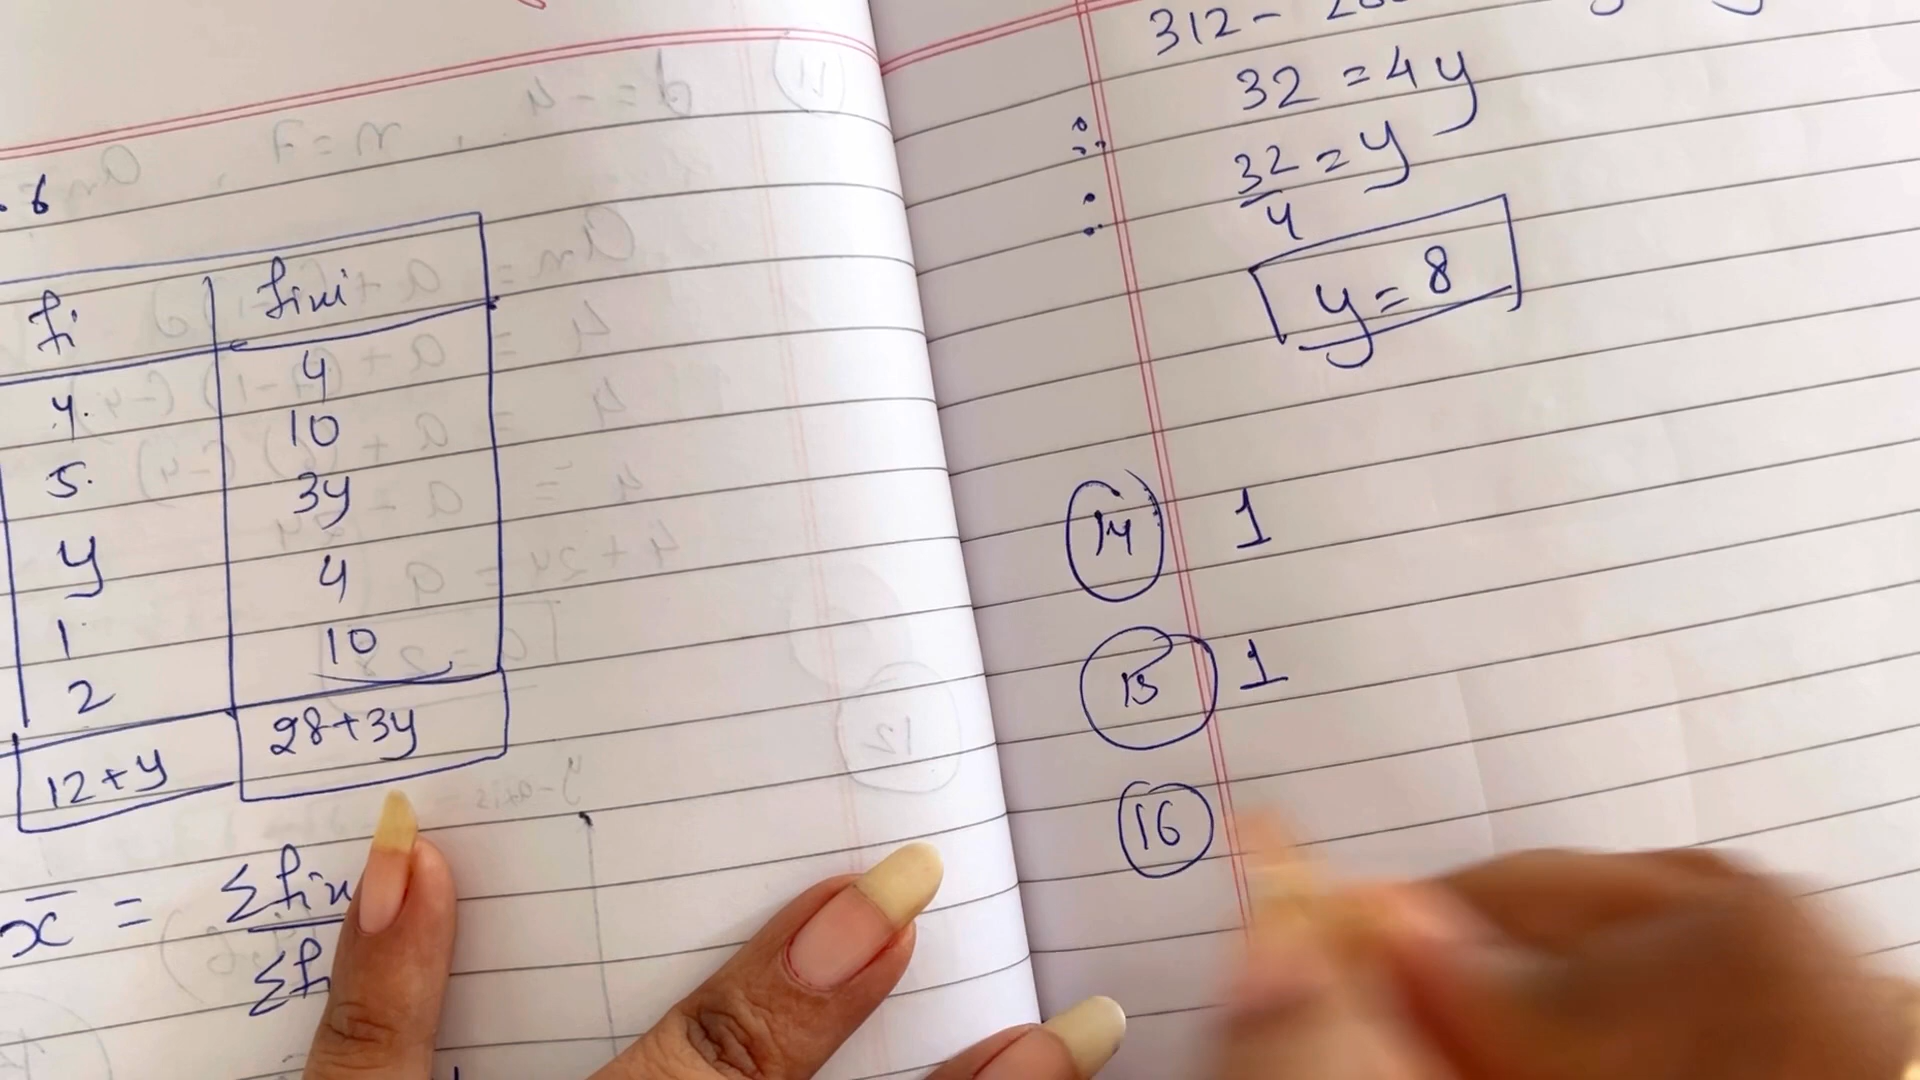 . 6
fi fixi
4. 4
5. 10
y 3y
1 4
2 10
12+y 28+3y
x̄ = Σfix
Σfi
312 -
32 = 4y
∴ 32/4 = y
∴ y = 8
14 1
15 1
16